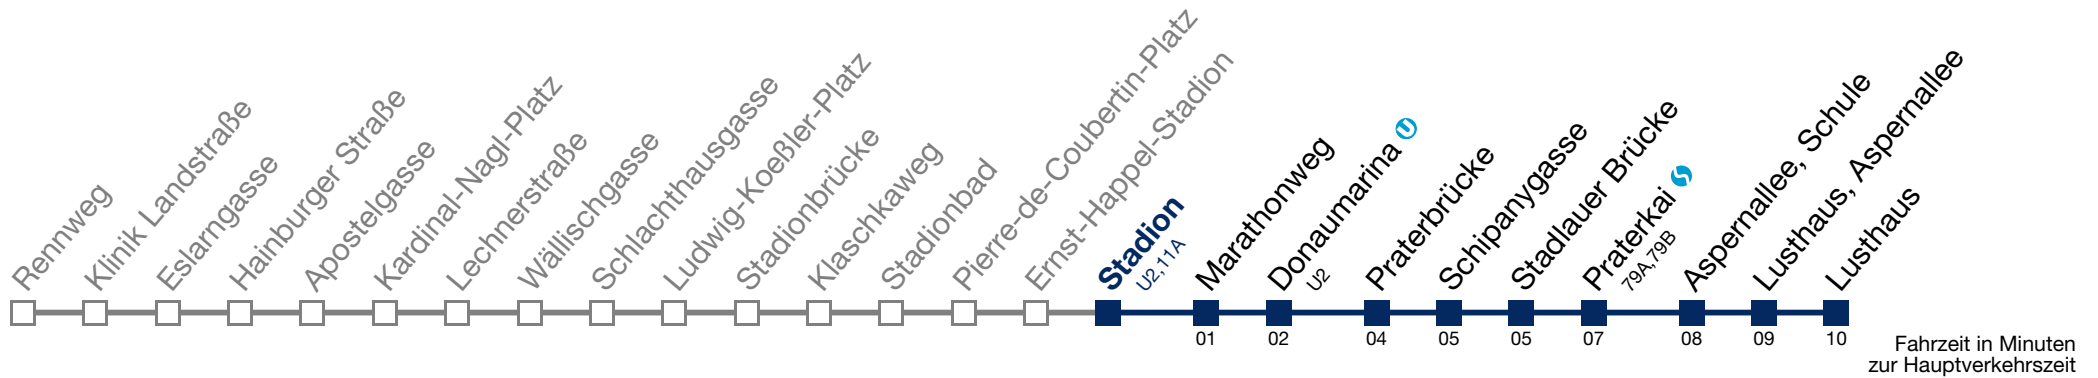 Rennweg
Klinik Landstraße
Eslarngasse
Hainburger Straße
Apostelgasse
Kardinal-Nagl-Platz
Lechnerstraße
Wällischgasse
Schlachthausgasse
Ludwig-Koeßler-Platz
Stadionbrücke
Klaschkaweg
Stadionbad
Pierre-de-Coubertin-Platz
Ernst-Happel-Stadion
Stadion
U2,11A
Marathonweg
01
Donaumarina U
U2
02
Praterbrücke
04
Schipanygasse
05
Stadlauer Brücke
05
Praterkai S
79A,79B
07
Aspernallee, Schule
08
Lusthaus, Aspernallee
09
Lusthaus
10
Fahrzeit in Minuten
zur Hauptverkehrszeit